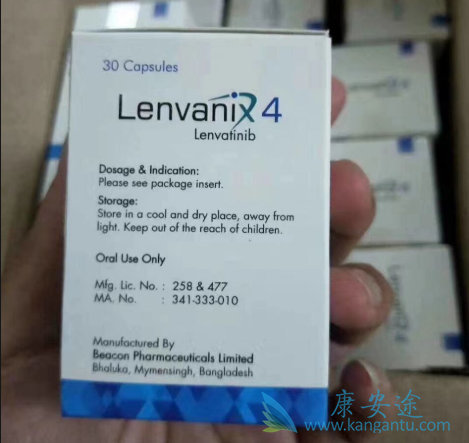 30 Capsules
Lenvanix 4
Lenvatinib
Dosage & Indication:
Please see package insert.
Storage:
Store in a cool and dry place, away from
light. Keep out of the reach of children.
Oral Use Only
Mfg. Lic. No. : 258 & 477
MA. No. : 341-333-010
Manufactured By
Beacon Pharmaceuticals Limited
Bhaluka, Mymensingh, Bangladesh
康安途
www.kangantu.com